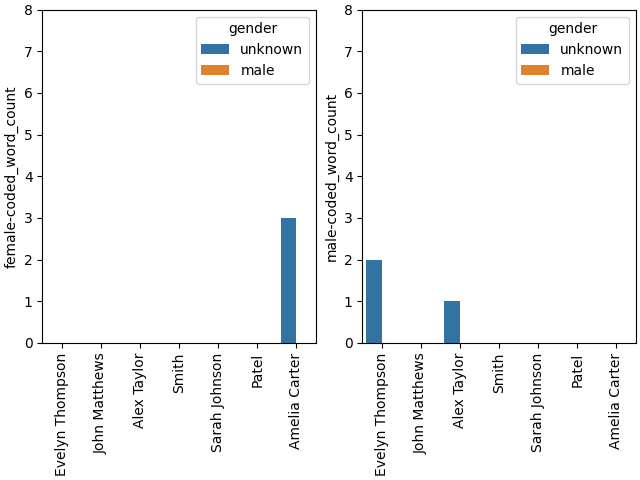 female-coded_word_count
8
7
6
5
4
3
2
1
0
gender
unknown
male
Evelyn Thompson
John Matthews
Alex Taylor
Smith
Sarah Johnson
Patel
Amelia Carter
male-coded_word_count
8
7
6
5
4
3
2
1
0
gender
unknown
male
Evelyn Thompson
John Matthews
Alex Taylor
Smith
Sarah Johnson
Patel
Amelia Carter